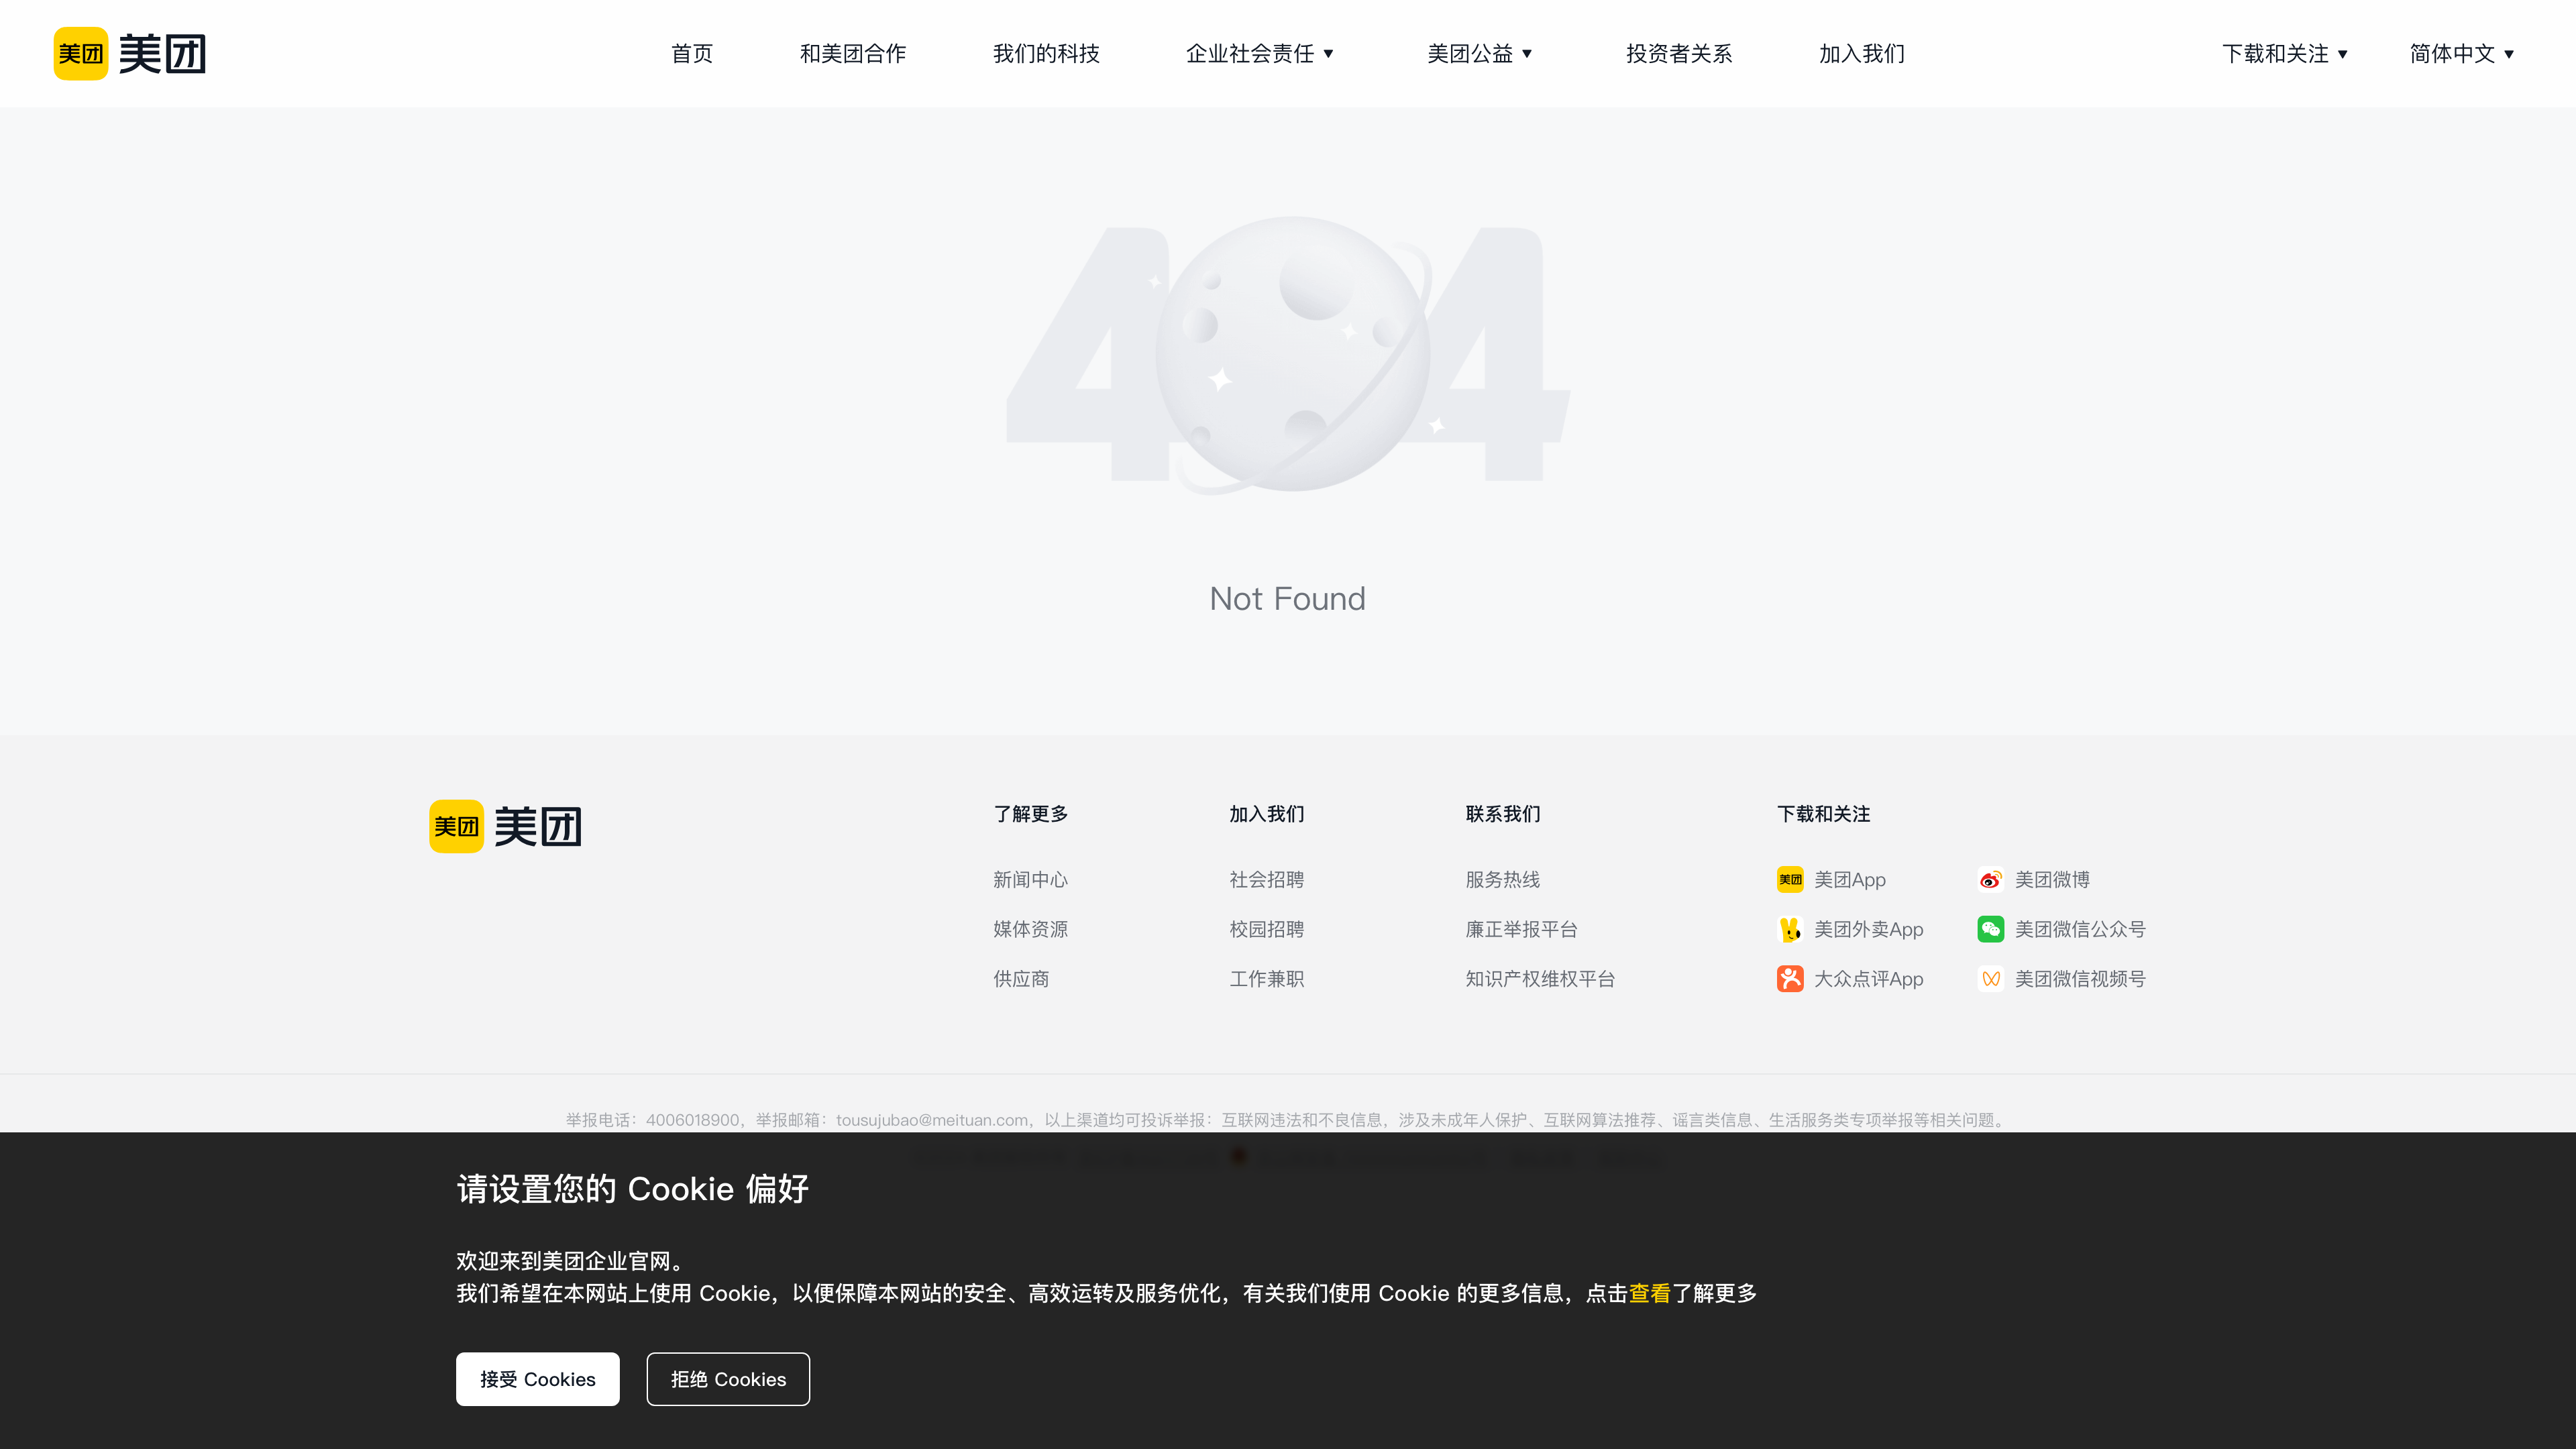 美团 美团 首页 和美团合作 我们的科技 企业社会责任 ▼ 美团公益 ▼ 投资者关系 加入我们 下载和关注 ▼ 简体中文 ▼
404
Not Found
美团 美团
了解更多 加入我们 联系我们 下载和关注
新闻中心 社会招聘 服务热线 美团 美团App 美团微博
媒体资源 校园招聘 廉正举报平台 美团外卖App 美团微信公众号
供应商 工作兼职 知识产权维权平台 大众点评App 美团微信视频号
举报电话：4006018900，举报邮箱：tousujubao@meituan.com，以上渠道均可投诉举报：互联网违法和不良信息，涉及未成年人保护、互联网算法推荐、谣言类信息、生活服务类专项举报等相关问题。
请设置您的 Cookie 偏好
欢迎来到美团企业官网。
我们希望在本网站上使用 Cookie，以便保障本网站的安全、高效运转及服务优化，有关我们使用 Cookie 的更多信息，点击查看了解更多
接受 Cookies 拒绝 Cookies